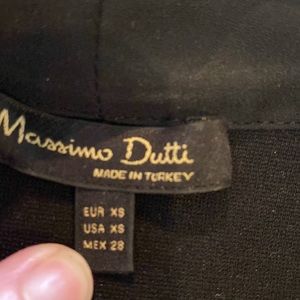 Massimo Dutti
MADE IN TURKEY
EUR XS
USA XS
MEX 28